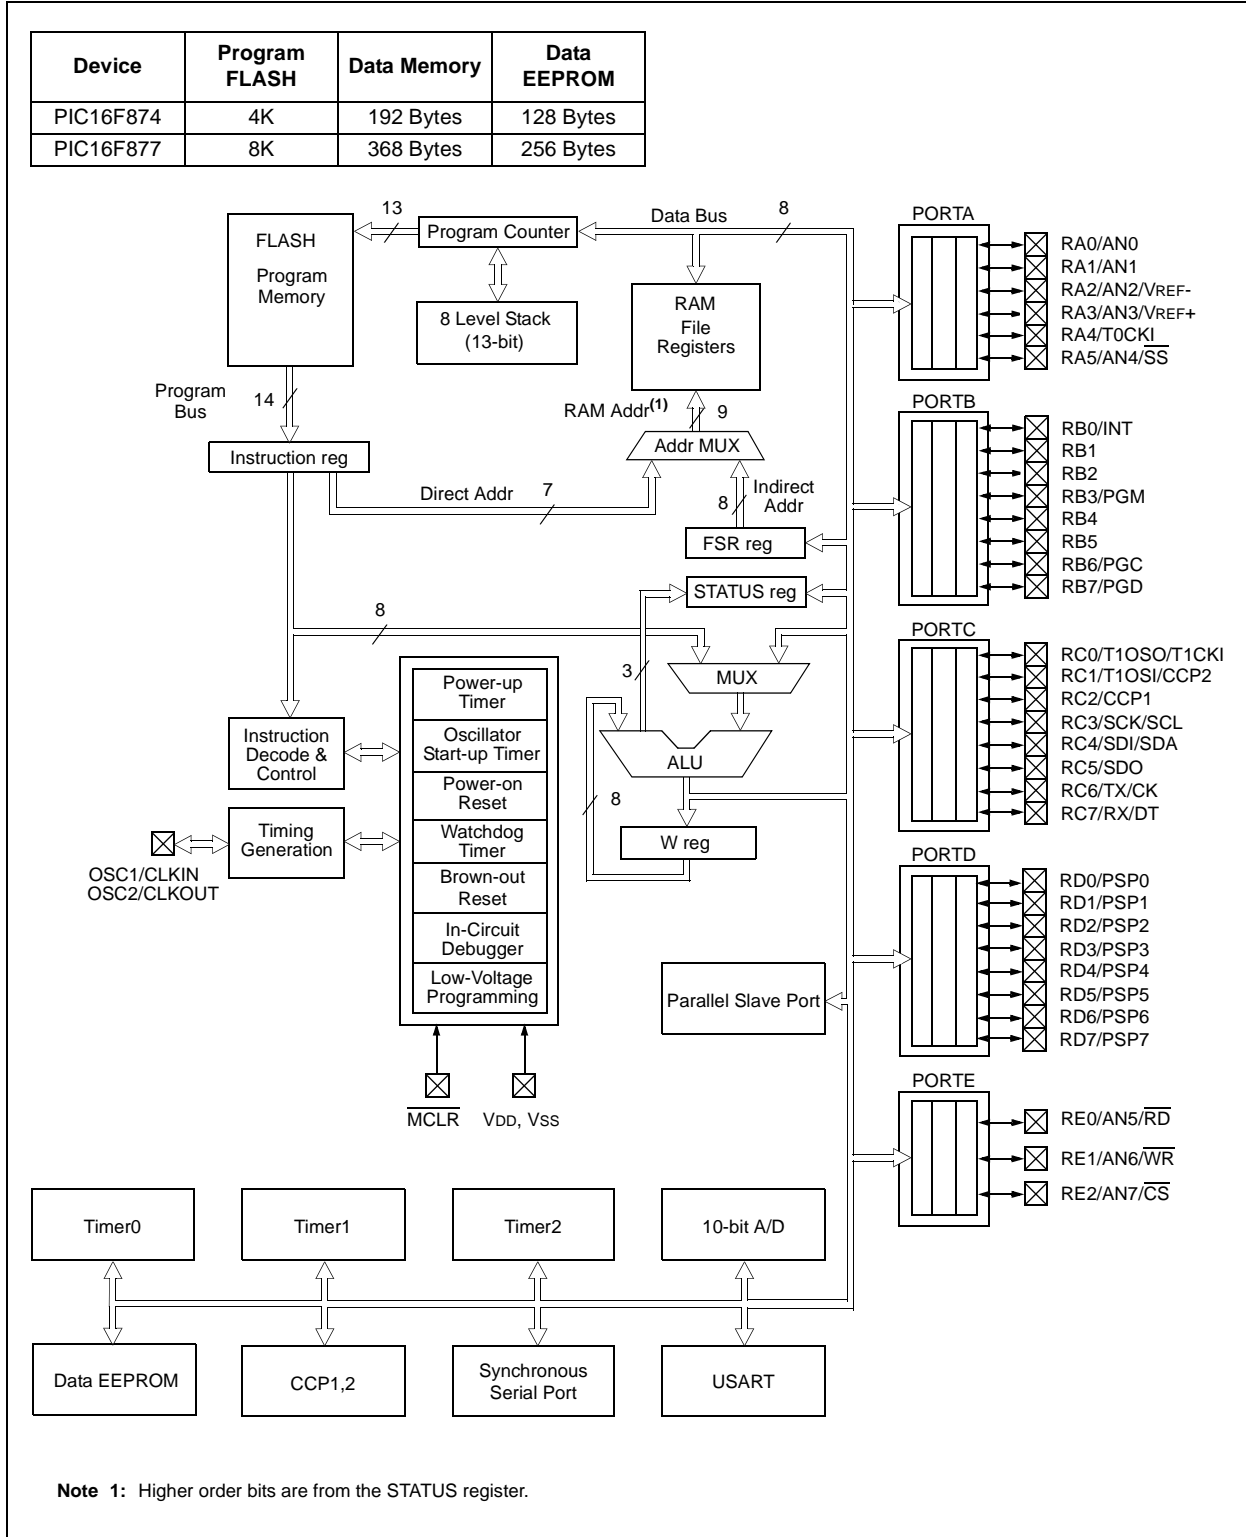 Device
Program FLASH
Data Memory
Data EEPROM
PIC16F874
4K
192 Bytes
128 Bytes
PIC16F877
8K
368 Bytes
256 Bytes
FLASH
Program
Memory
13
Program Counter
Data Bus
8
8 Level Stack
(13-bit)
RAM
File
Registers
Program
Bus
14
RAM Addr(1)
9
Addr MUX
Instruction reg
Direct Addr
7
8
Indirect
Addr
FSR reg
STATUS reg
8
3
MUX
ALU
8
W reg
Power-up
Timer
Oscillator
Start-up Timer
Power-on
Reset
Watchdog
Timer
Brown-out
Reset
In-Circuit
Debugger
Low-Voltage
Programming
Instruction
Decode &
Control
Timing
Generation
OSC1/CLKIN
OSC2/CLKOUT
MCLR
VDD, VSS
Parallel Slave Port
PORTA
RA0/AN0
RA1/AN1
RA2/AN2/VREF-
RA3/AN3/VREF+
RA4/T0CKI
RA5/AN4/SS
PORTB
RB0/INT
RB1
RB2
RB3/PGM
RB4
RB5
RB6/PGC
RB7/PGD
PORTC
RC0/T1OSO/T1CKI
RC1/T1OSI/CCP2
RC2/CCP1
RC3/SCK/SCL
RC4/SDI/SDA
RC5/SDO
RC6/TX/CK
RC7/RX/DT
PORTD
RD0/PSP0
RD1/PSP1
RD2/PSP2
RD3/PSP3
RD4/PSP4
RD5/PSP5
RD6/PSP6
RD7/PSP7
PORTE
RE0/AN5/RD
RE1/AN6/WR
RE2/AN7/CS
Timer0
Timer1
Timer2
10-bit A/D
Data EEPROM
CCP1,2
Synchronous
Serial Port
USART
Note 1: Higher order bits are from the STATUS register.